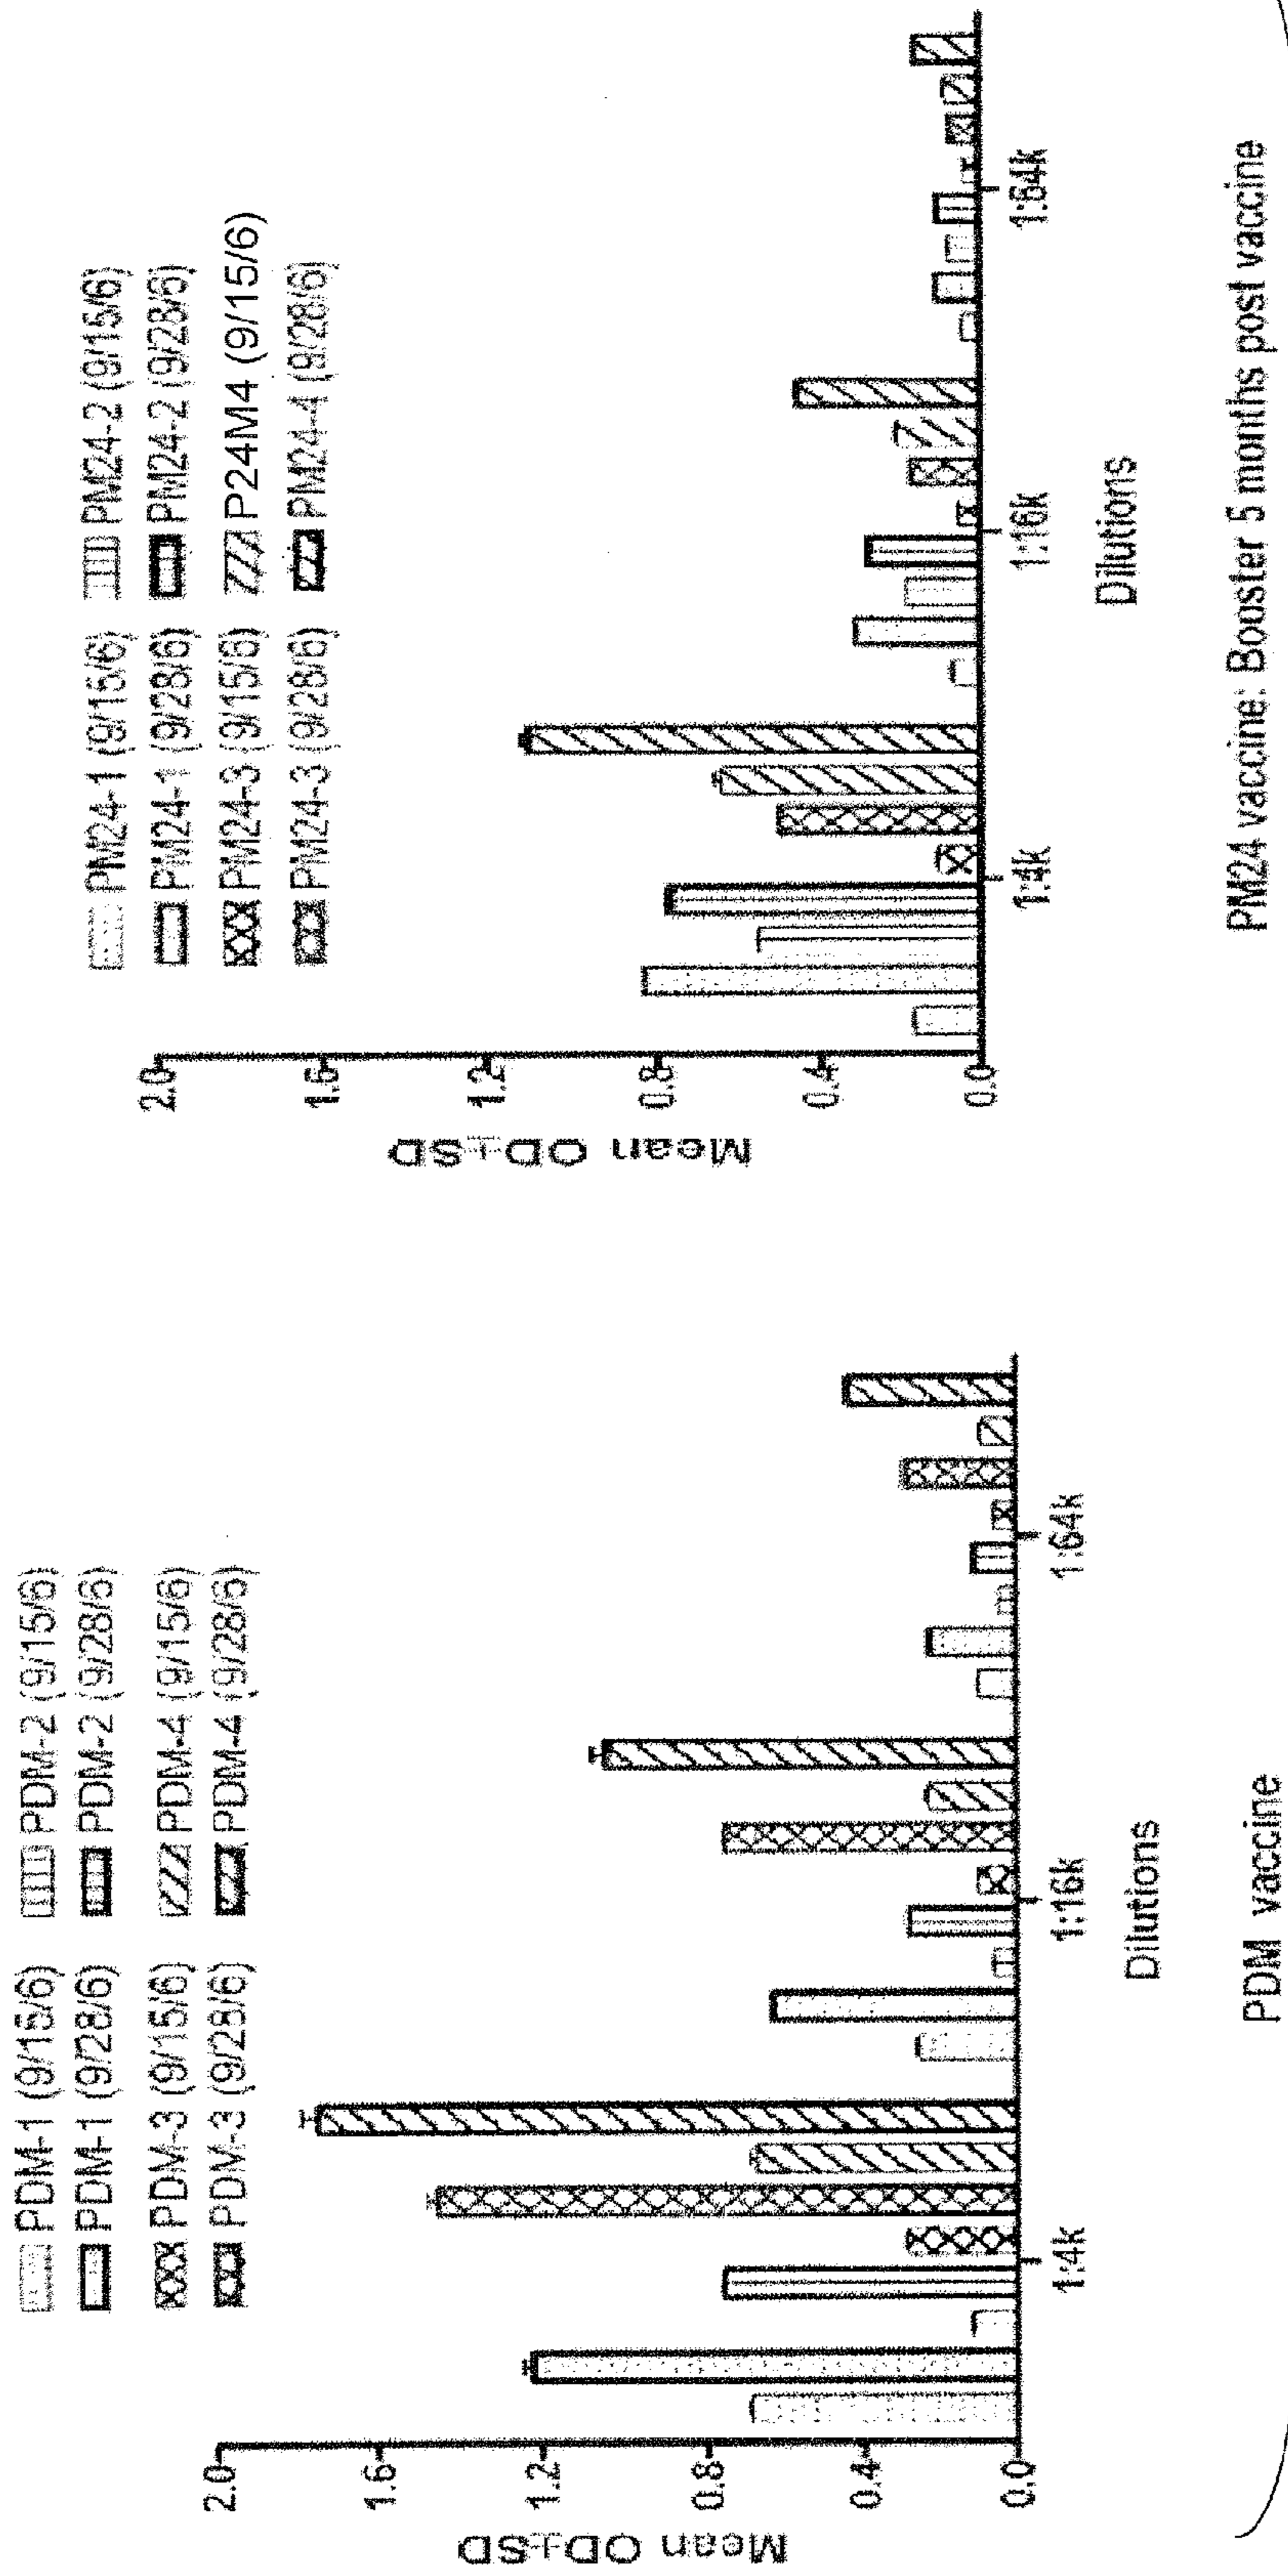 PDM-1 (9/15/6) PDM-2 (9/15/6)
PDM-1 (9/28/6) PDM-2 (9/28/6)
PDM-3 (9/15/6) PDM-4 (9/15/6)
PDM-3 (9/28/6) PDM-4 (9/28/6)
Mean OD±SD
2.0
1.6
1.2
0.8
0.4
0.0
1:4k 1:16k 1:64k
Dilutions
PDM vaccine
PM24-1 (9/15/6) PM24-2 (9/15/6)
PM24-1 (9/28/6) PM24-2 (9/28/6)
PM24-3 (9/15/6) P24M4 (9/15/6)
PM24-3 (9/28/6) PM24-4 (9/28/6)
Mean OD±SD
2.0
1.6
1.2
0.8
0.4
0.0
1:4k 1:16k 1:64k
Dilutions
PM24 vaccine: Booster 5 months post vaccine